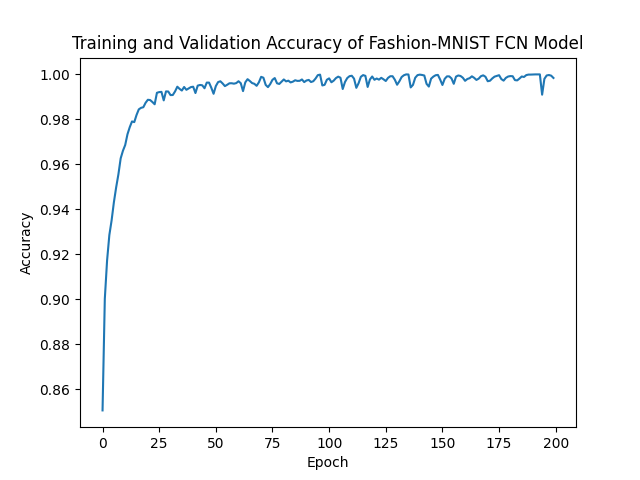 Training and Validation Accuracy of Fashion-MNIST FCN Model
1.00
0.98
0.96
0.94
0.92
0.90
0.88
0.86
Accuracy
0 25 50 75 100 125 150 175 200
Epoch